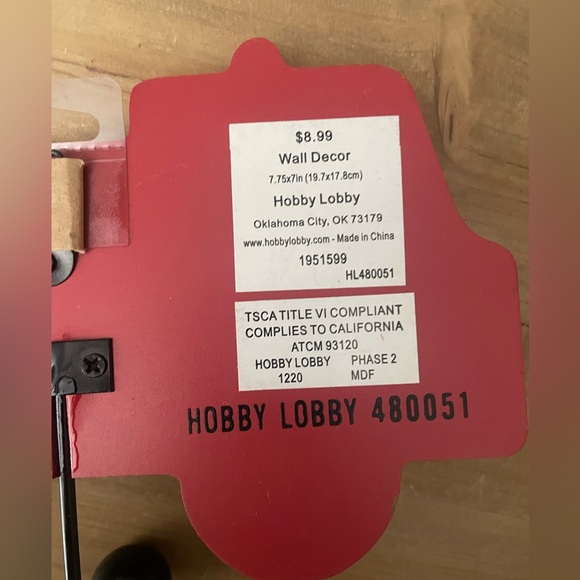 $8.99
Wall Decor
7.75x7in (19.7x17.8cm)
Hobby Lobby
Oklahoma City, OK 73179
www.hobbylobby.com - Made in China
1951599
HL480051
TSCA TITLE VI COMPLIANT
COMPLIES TO CALIFORNIA
ATCM 93120
HOBBY LOBBY PHASE 2
1220 MDF
HOBBY LOBBY 480051